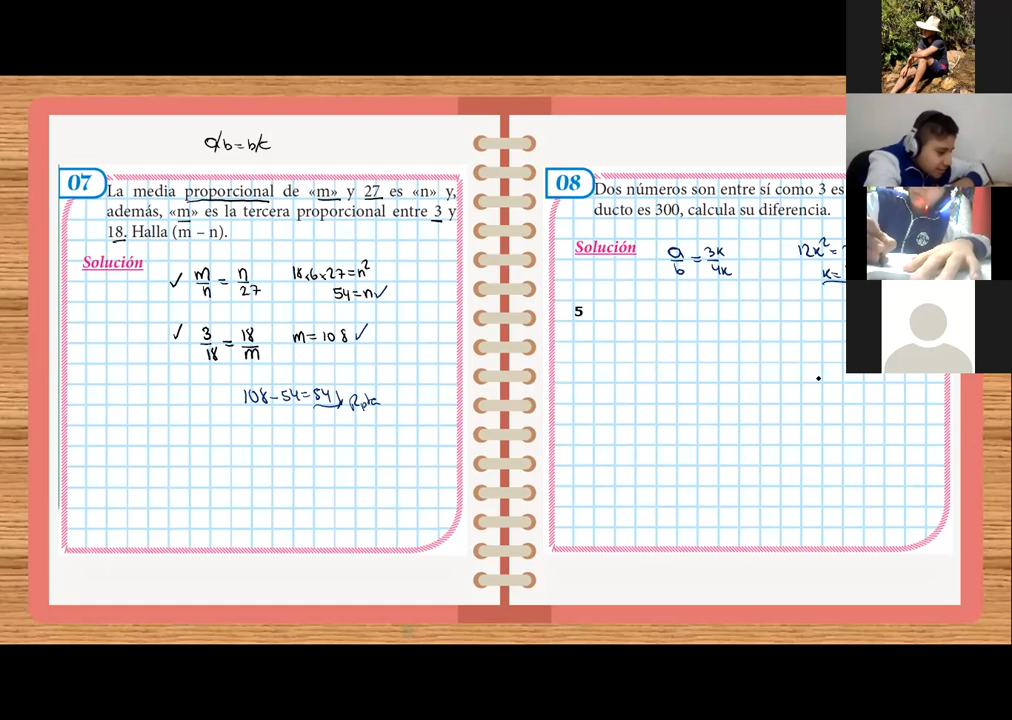 a/b = b/c
07
La media proporcional de «m» y 27 es «n» y,
además, «m» es la tercera proporcional entre 3 y
18. Halla (m – n).
Solución
✓ m/n = n/27
18.6×27=n²
54=n✓
✓ 3/18 = 18/m
m=108 ✓
108-54=54 Rpta
08
Dos números son entre sí como 3 es
ducto es 300, calcula su diferencia.
Solución
a/b = 3K/4K
12K²=
K=
5